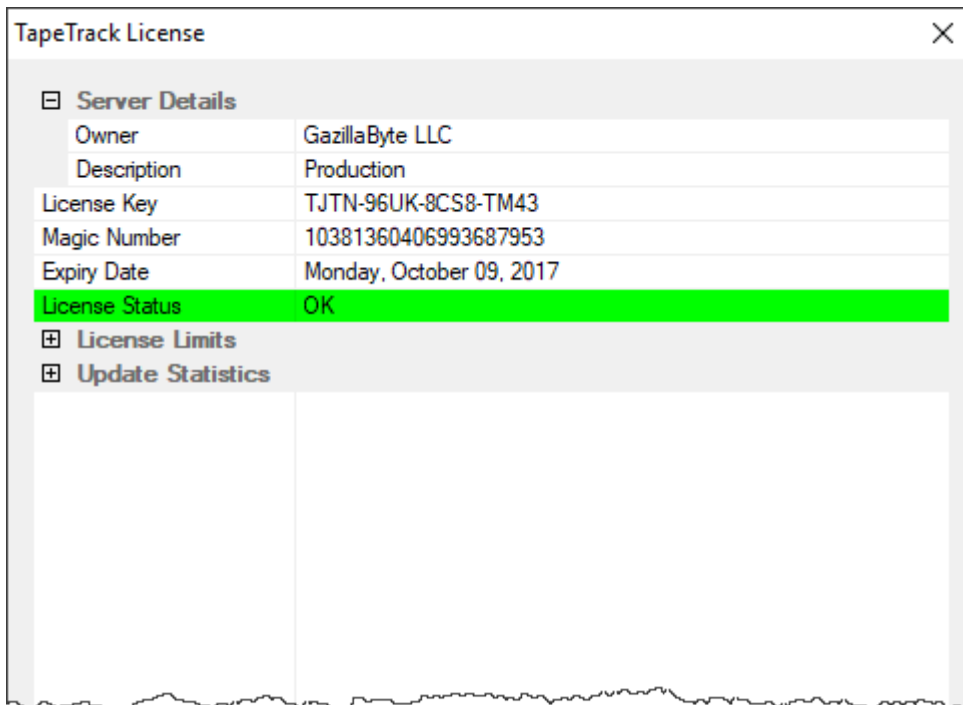 TapeTrack License
Server Details
Owner GazillaByte LLC
Description Production
License Key TJTN-96UK-8CS8-TM43
Magic Number 10381360406993687953
Expiry Date Monday, October 09, 2017
License Status OK
License Limits
Update Statistics